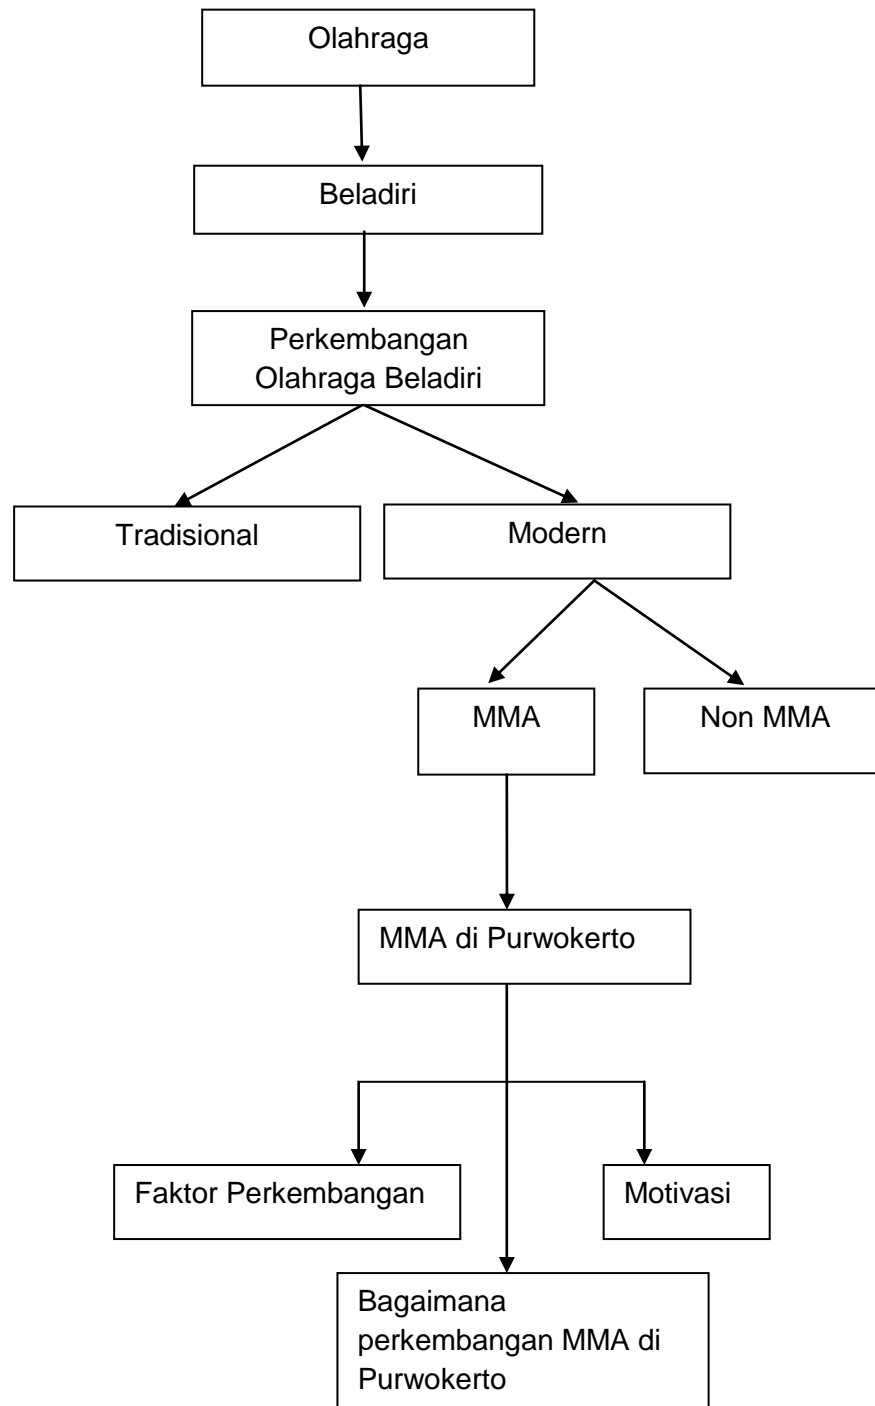 Olahraga
Beladiri
Perkembangan
Olahraga Beladiri
Tradisional
Modern
MMA
Non MMA
MMA di Purwokerto
Faktor Perkembangan
Motivasi
Bagaimana
perkembangan MMA di
Purwokerto